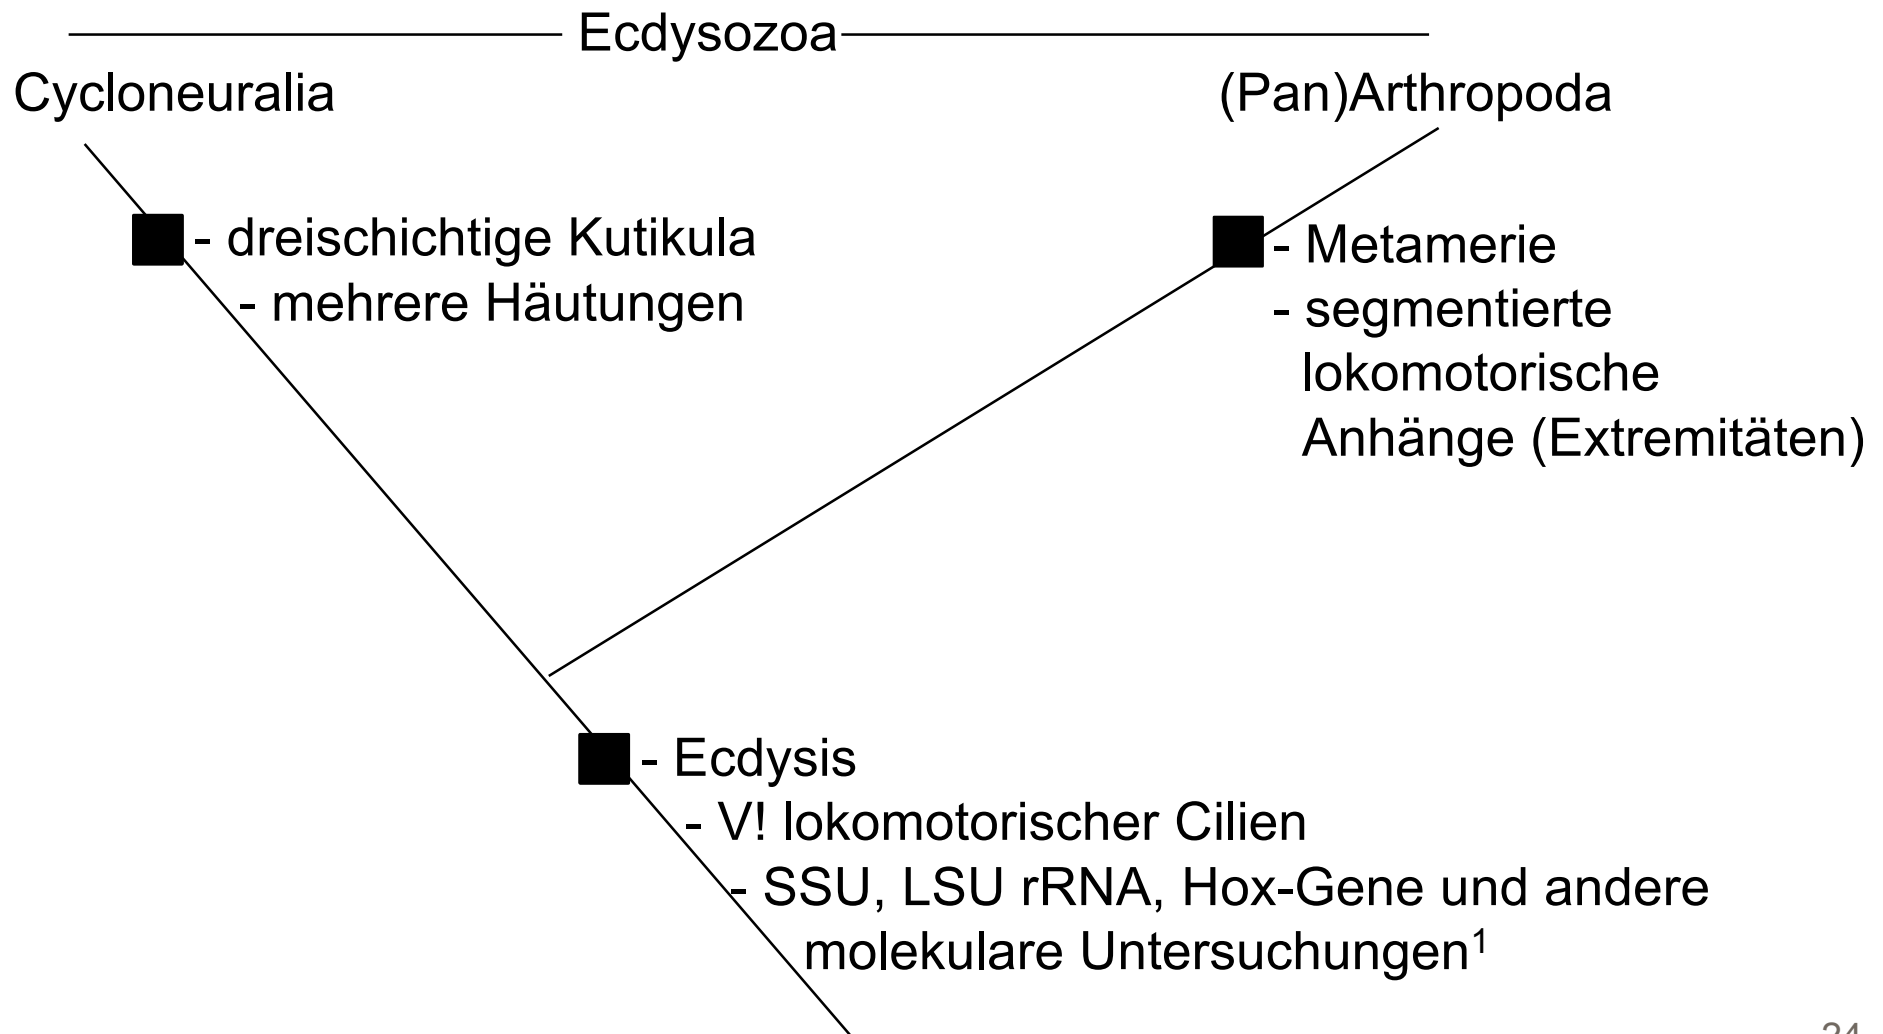 Ecdysozoa
Cycloneuralia
(Pan)Arthropoda
- dreischichtige Kutikula
- mehrere Häutungen
- Metamerie
- segmentierte
lokomotorische
Anhänge (Extremitäten)
- Ecdysis
- V! lokomotorischer Cilien
- SSU, LSU rRNA, Hox-Gene und andere
molekulare Untersuchungen¹